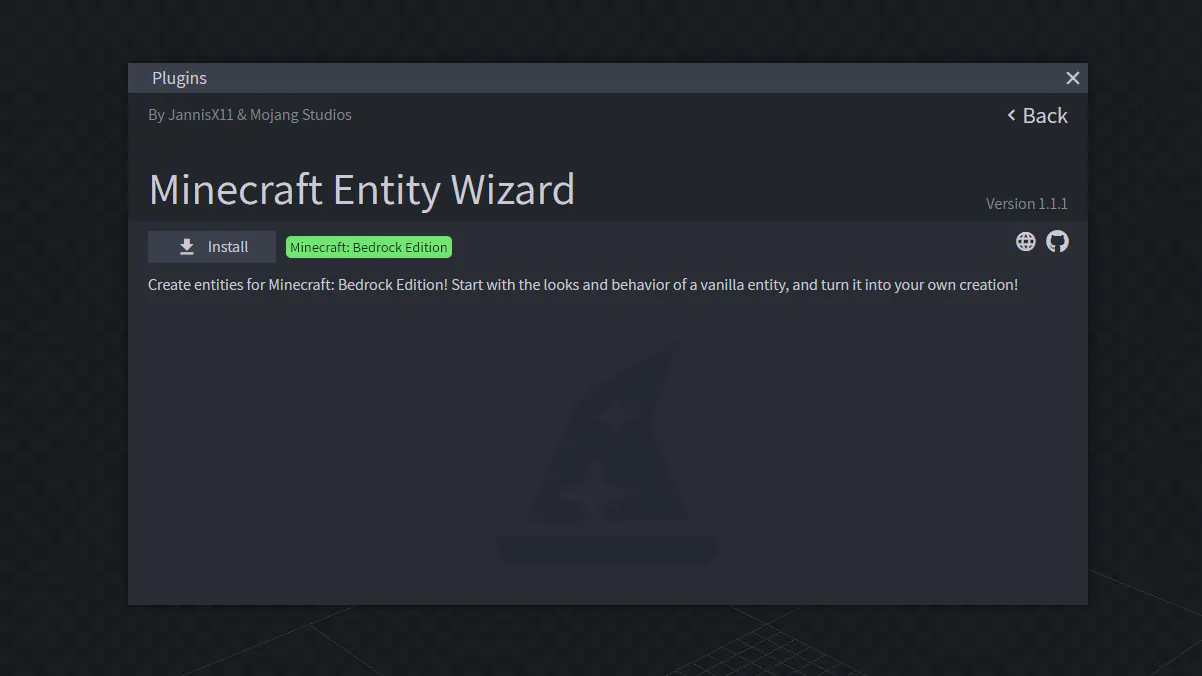 Plugins
By JannisX11 & Mojang Studios
Back
Minecraft Entity Wizard
Version 1.1.1
Install
Minecraft: Bedrock Edition
Create entities for Minecraft: Bedrock Edition! Start with the looks and behavior of a vanilla entity, and turn it into your own creation!